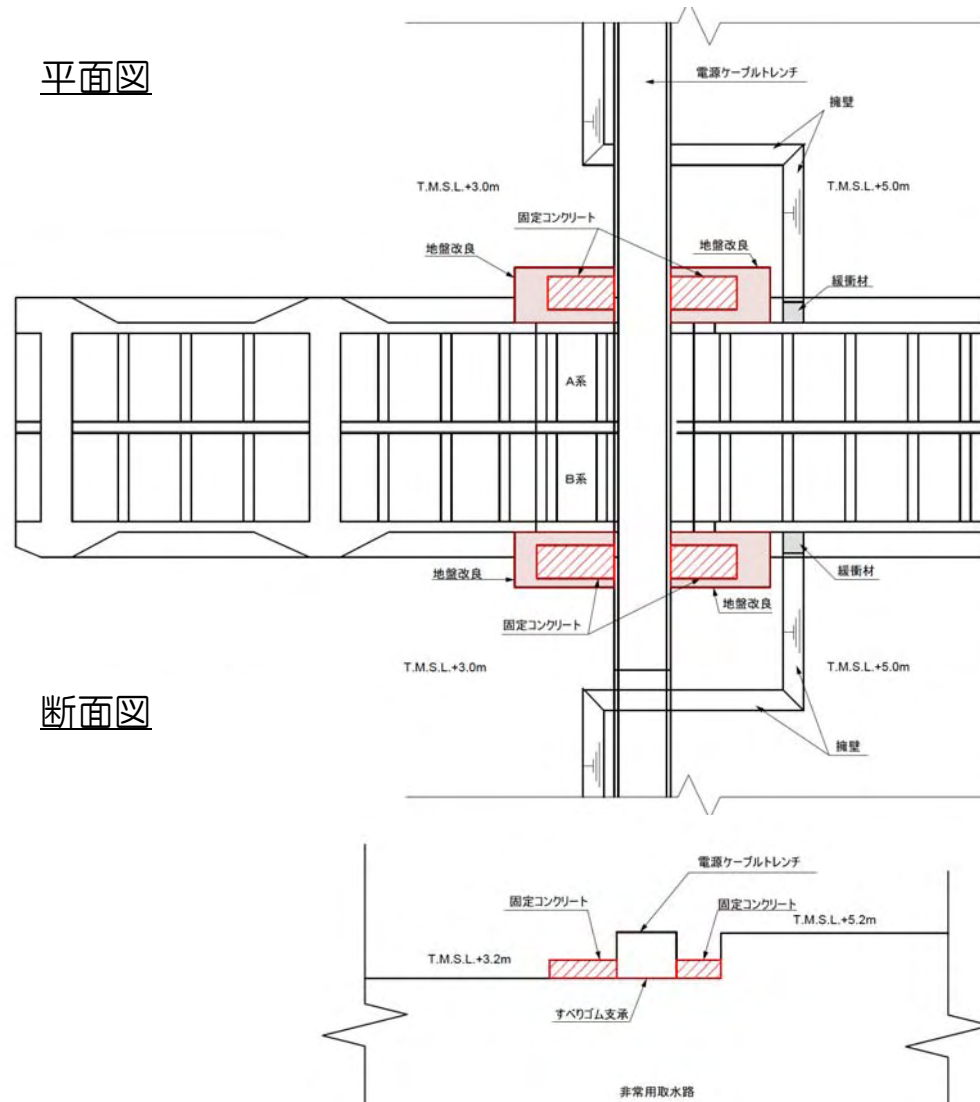 平面図
電源ケーブルトレンチ
擁壁
T.M.S.L.+3.0m
T.M.S.L.+5.0m
固定コンクリート
地盤改良
地盤改良
緩衝材
A系
B系
地盤改良
緩衝材
地盤改良
固定コンクリート
T.M.S.L.+3.0m
T.M.S.L.+5.0m
断面図
擁壁
電源ケーブルトレンチ
固定コンクリート
固定コンクリート
T.M.S.L.+5.2m
T.M.S.L.+3.2m
すべりゴム支承
非常用取水路